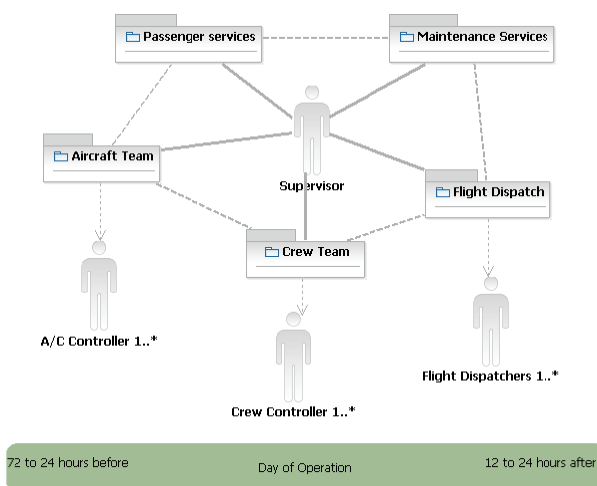 Passenger services
Maintenance Services
Aircraft Team
Supervisor
Flight Dispatch
Crew Team
A/C Controller 1..*
Flight Dispatchers 1..*
Crew Controller 1..*
72 to 24 hours before
Day of Operation
12 to 24 hours after